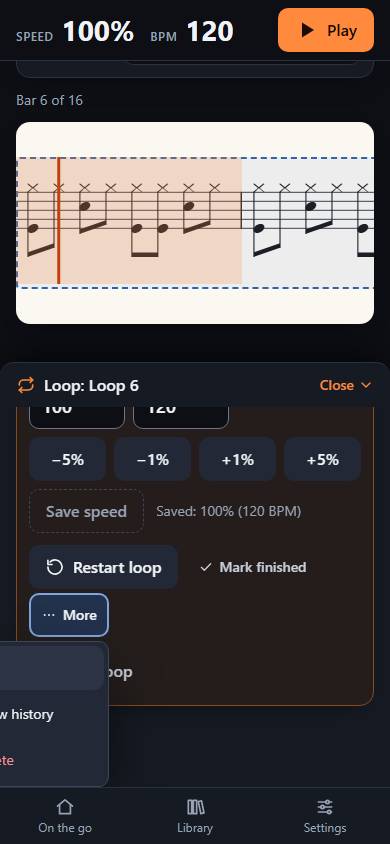 SPEED 100% BPM 120
Play
Bar 6 of 16
Loop: Loop 6
Close
100 120
−5% −1% +1% +5%
Save speed
Saved: 100% (120 BPM)
Restart loop
Mark finished
··· More
oop
w history
ete
On the go
Library
Settings